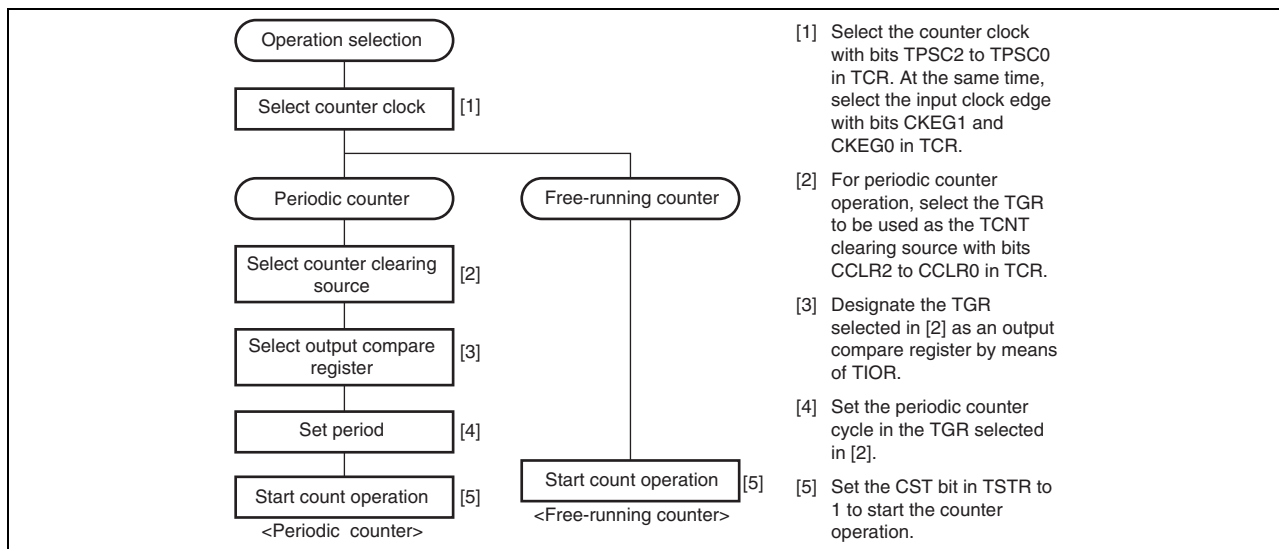 Operation selection
Select counter clock
[1]
Periodic counter
Free-running counter
Select counter clearing
source
[2]
Select output compare
register
[3]
Set period
[4]
Start count operation
[5]
<Periodic counter>
Start count operation
[5]
<Free-running counter>
[1] Select the counter clock
with bits TPSC2 to TPSC0
in TCR. At the same time,
select the input clock edge
with bits CKEG1 and
CKEG0 in TCR.
[2] For periodic counter
operation, select the TGR
to be used as the TCNT
clearing source with bits
CCLR2 to CCLR0 in TCR.
[3] Designate the TGR
selected in [2] as an output
compare register by means
of TIOR.
[4] Set the periodic counter
cycle in the TGR selected
in [2].
[5] Set the CST bit in TSTR to
1 to start the counter
operation.